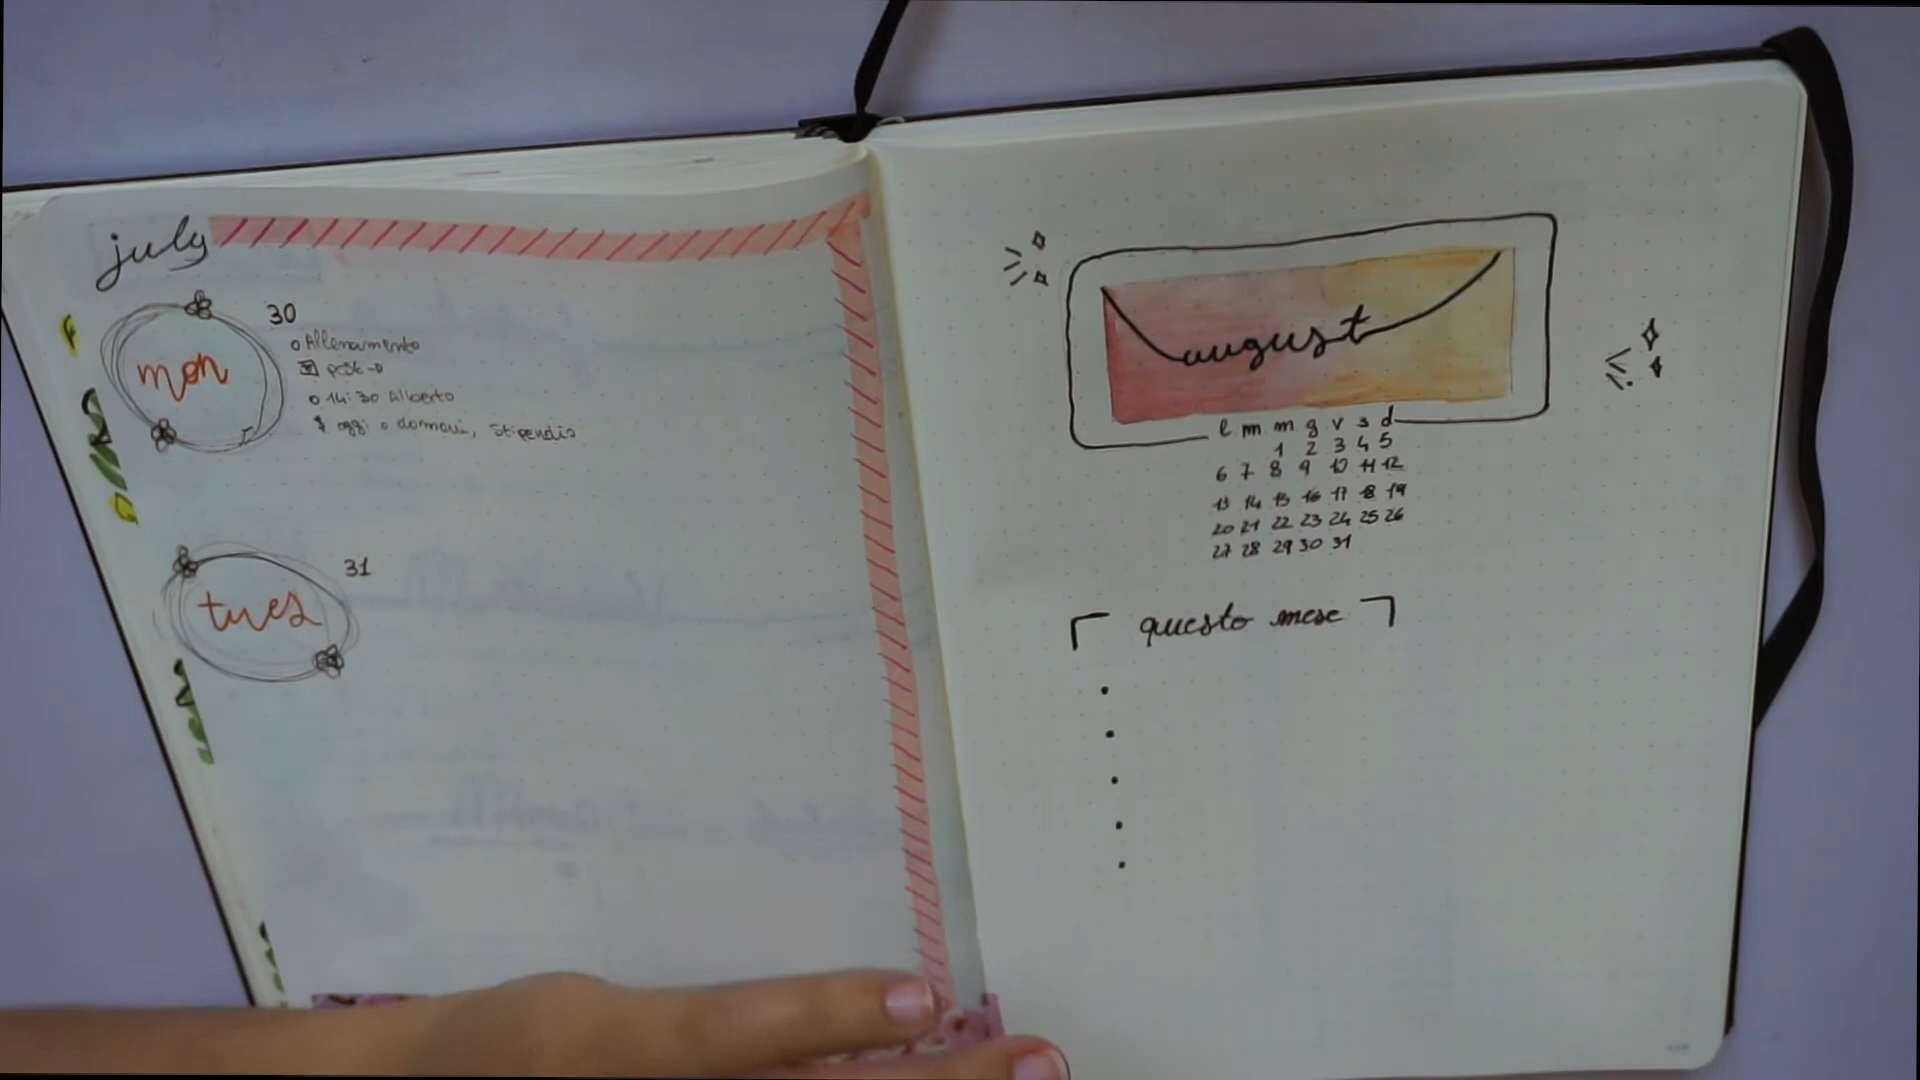 july
mon
30
Allenamento
post
14:30 Alberto
$ oggi o domani, stipendio
tues
31
august
l m m g v s d
1 2 3 4 5
6 7 8 9 10 11 12
13 14 15 16 17 18 19
20 21 22 23 24 25 26
27 28 29 30 31
questo mese